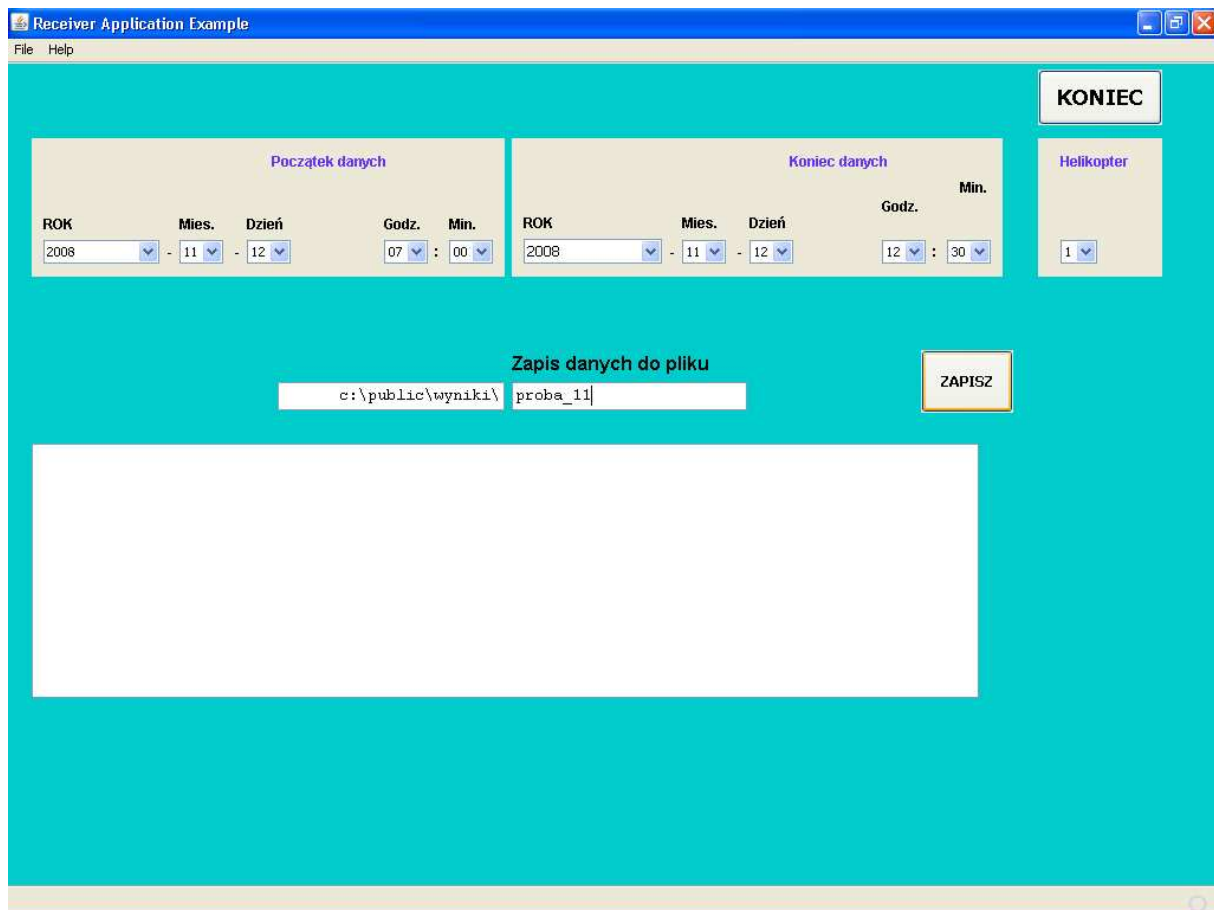 Receiver Application Example
File Help
KONIEC
Początek danych
ROK Mies. Dzień Godz. Min.
2008 - 11 - 12 07 : 00
Koniec danych
Min.
Godz.
ROK Mies. Dzień
2008 - 11 - 12 12 : 30
Helikopter
1
Zapis danych do pliku
c:\public\wyniki\ proba_11
ZAPISZ